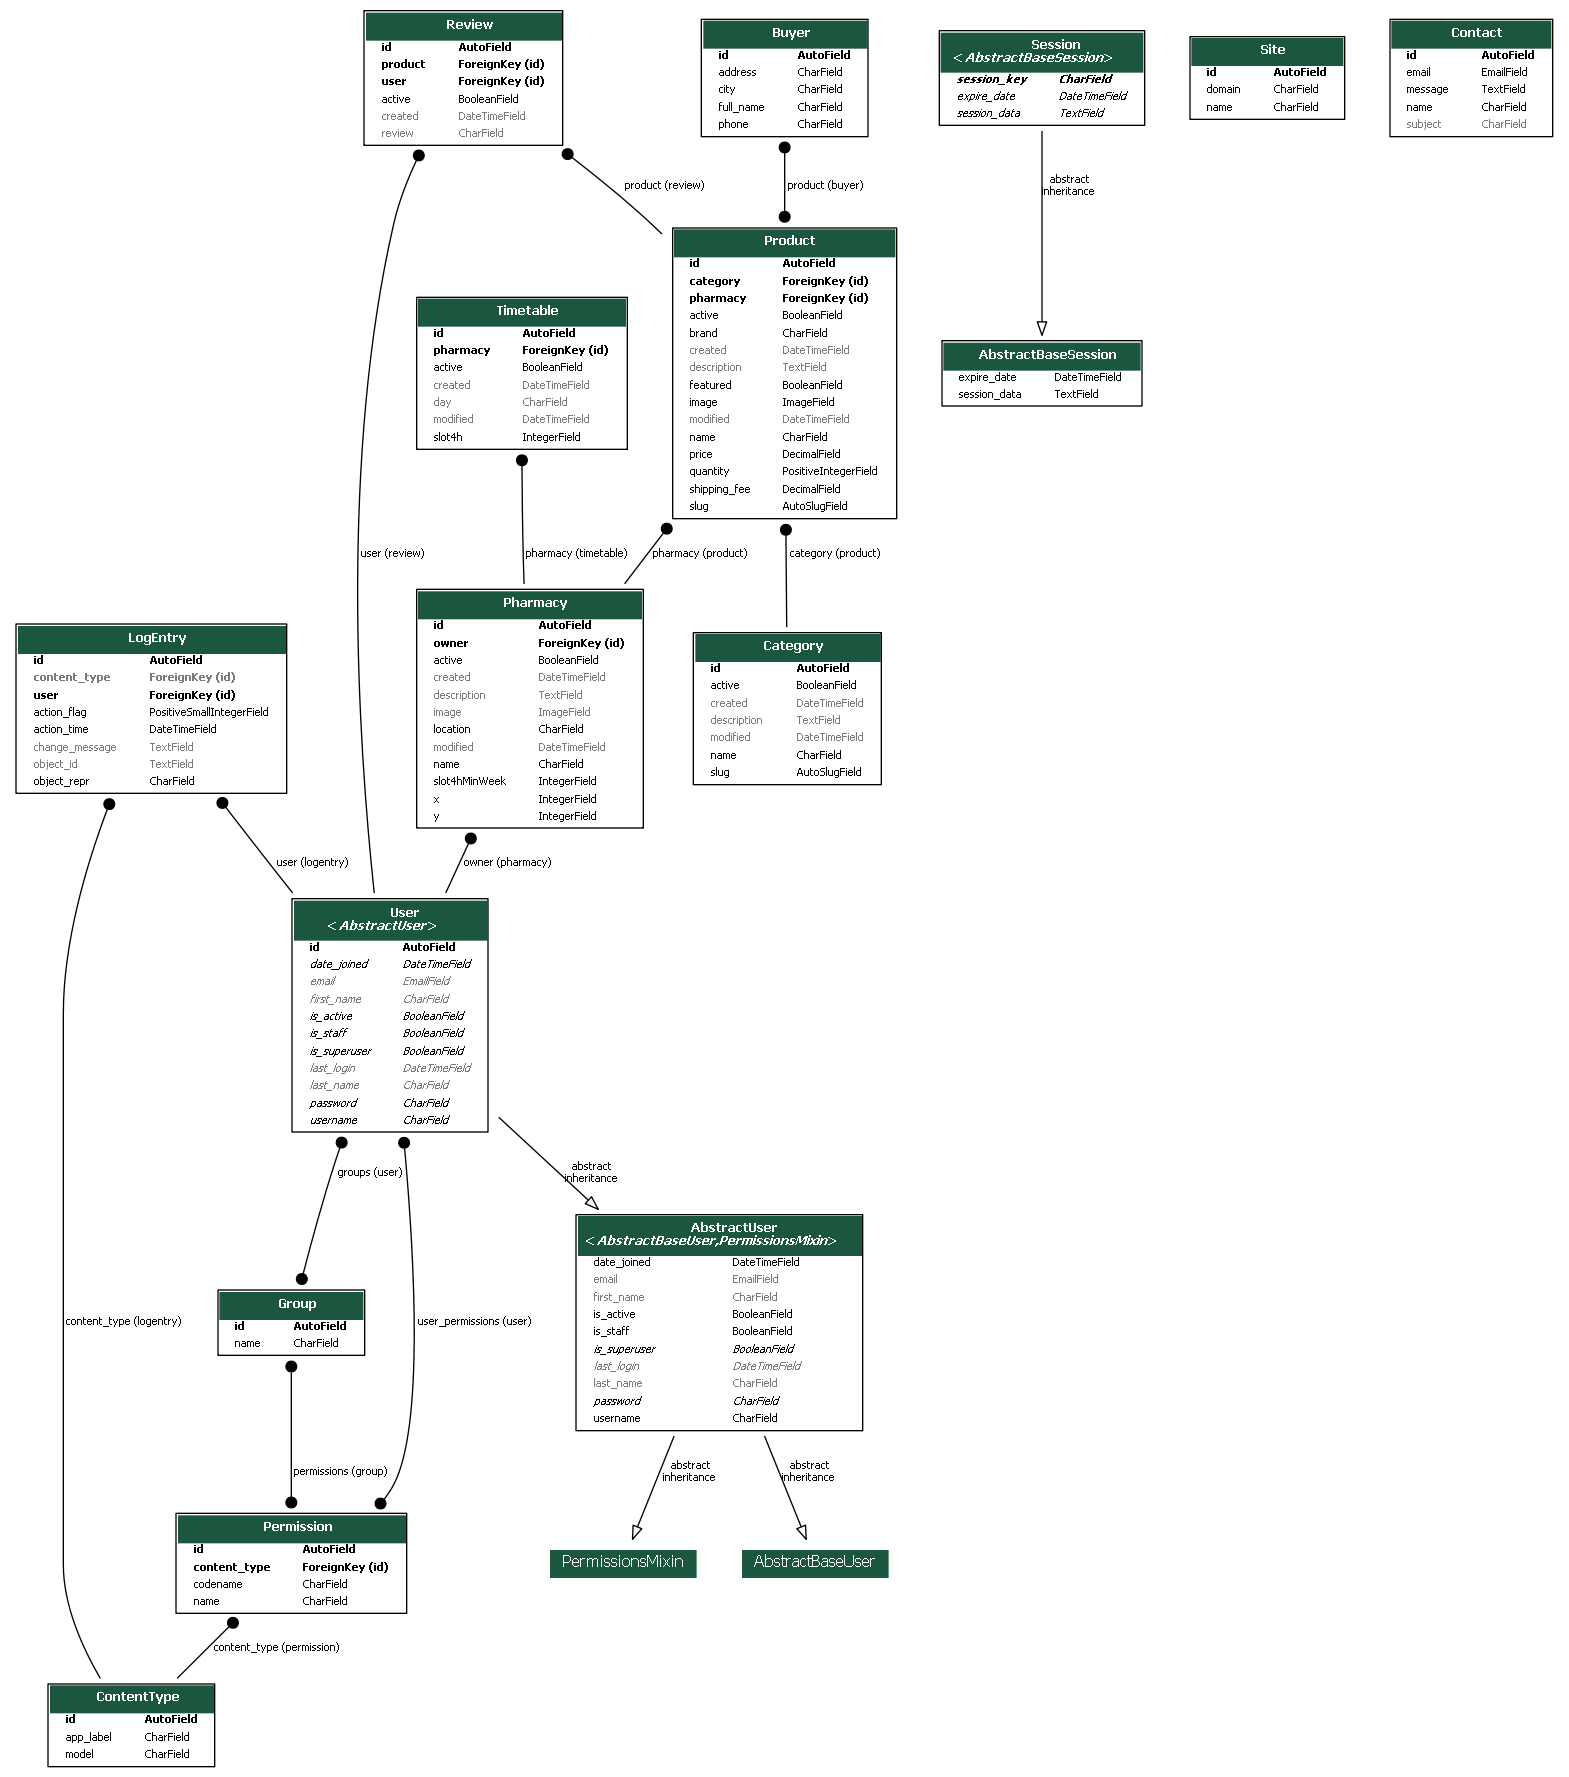 Review
id AutoField
product ForeignKey (id)
user ForeignKey (id)
active BooleanField
created DateTimeField
review CharField
Buyer
id AutoField
address CharField
city CharField
full_name CharField
phone CharField
Session
<AbstractBaseSession>
session_key CharField
expire_date DateTimeField
session_data TextField
Site
id AutoField
domain CharField
name CharField
Contact
id AutoField
email EmailField
message TextField
name CharField
subject CharField
product (review)
product (buyer)
abstract
inheritance
Product
id AutoField
category ForeignKey (id)
pharmacy ForeignKey (id)
active BooleanField
brand CharField
created DateTimeField
description TextField
featured BooleanField
image ImageField
modified DateTimeField
name CharField
price DecimalField
quantity PositiveIntegerField
shipping_fee DecimalField
slug AutoSlugField
Timetable
id AutoField
pharmacy ForeignKey (id)
active BooleanField
created DateTimeField
day CharField
modified DateTimeField
slot4h IntegerField
AbstractBaseSession
expire_date DateTimeField
session_data TextField
user (review)
pharmacy (timetable)
pharmacy (product)
category (product)
Pharmacy
id AutoField
owner ForeignKey (id)
active BooleanField
created DateTimeField
description TextField
image ImageField
location CharField
modified DateTimeField
name CharField
slot4hMinWeek IntegerField
x IntegerField
y IntegerField
Category
id AutoField
active BooleanField
created DateTimeField
description TextField
modified DateTimeField
name CharField
slug AutoSlugField
LogEntry
id AutoField
content_type ForeignKey (id)
user ForeignKey (id)
action_flag PositiveSmallIntegerField
action_time DateTimeField
change_message TextField
object_id TextField
object_repr CharField
user (logentry)
owner (pharmacy)
User
<AbstractUser>
id AutoField
date_joined DateTimeField
email EmailField
first_name CharField
is_active BooleanField
is_staff BooleanField
is_superuser BooleanField
last_login DateTimeField
last_name CharField
password CharField
username CharField
groups (user)
abstract
inheritance
AbstractUser
<AbstractBaseUser,PermissionsMixin>
date_joined DateTimeField
email EmailField
first_name CharField
is_active BooleanField
is_staff BooleanField
is_superuser BooleanField
last_login DateTimeField
last_name CharField
password CharField
username CharField
Group
id AutoField
name CharField
content_type (logentry)
user_permissions (user)
permissions (group)
abstract
inheritance
abstract
inheritance
Permission
id AutoField
content_type ForeignKey (id)
codename CharField
name CharField
PermissionsMixin
AbstractBaseUser
content_type (permission)
ContentType
id AutoField
app_label CharField
model CharField